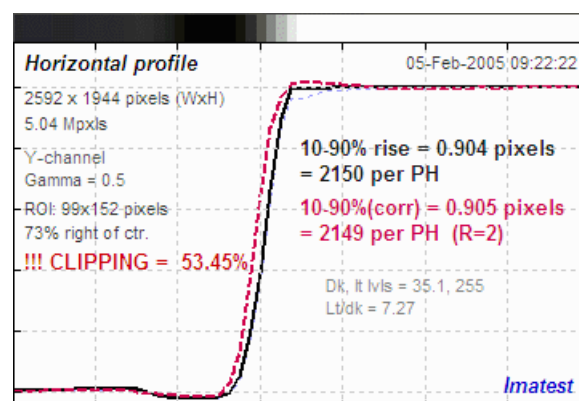 Horizontal profile
05-Feb-2005 09:22:22
2592 x 1944 pixels (WxH)
5.04 Mpxls
Y-channel
Gamma = 0.5
ROI: 99x152 pixels
73% right of ctr.
!!! CLIPPING = 53.45%
10-90% rise = 0.904 pixels
= 2150 per PH
10-90%(corr) = 0.905 pixels
= 2149 per PH (R=2)
Dk, lt lvls = 35.1, 255
Lt/dk = 7.27
Imatest